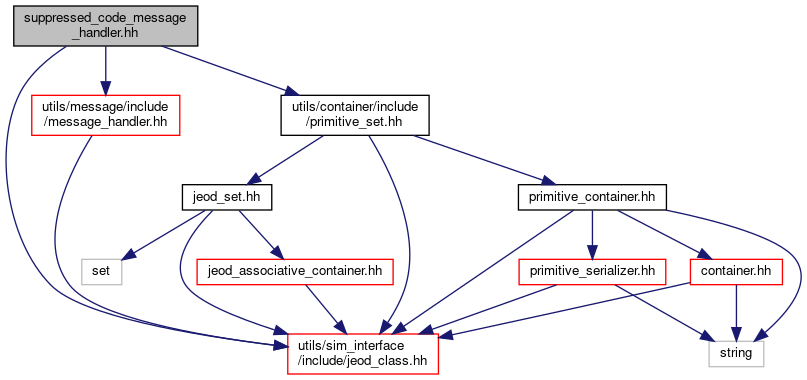 suppressed_code_message
_handler.hh
utils/message/include
/message_handler.hh
utils/container/include
/primitive_set.hh
jeod_set.hh
primitive_container.hh
set
jeod_associative_container.hh
primitive_serializer.hh
container.hh
utils/sim_interface
/include/jeod_class.hh
string